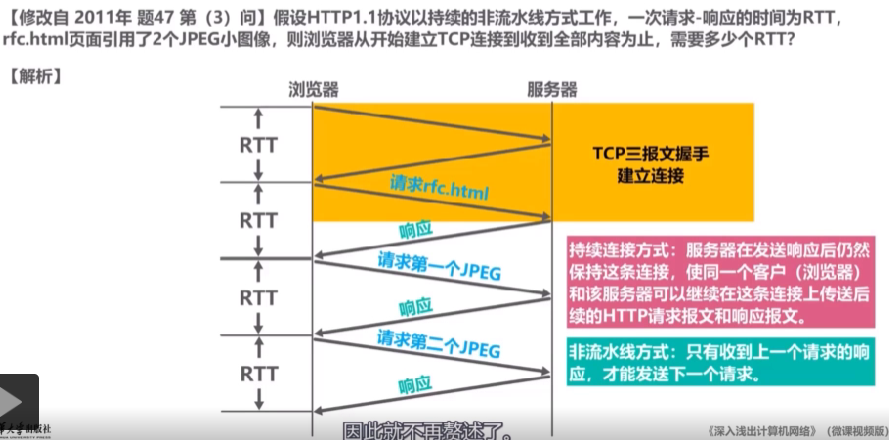 【修改自 2011年 题47 第（3）问】假设HTTP1.1协议以持续的非流水线方式工作，一次请求-响应的时间为RTT，
rfc.html页面引用了2个JPEG小图像，则浏览器从开始建立TCP连接到收到全部内容为止，需要多少个RTT？
【解析】
浏览器
服务器
RTT
TCP三报文握手
建立连接
请求rfc.html
RTT
响应
请求第一个JPEG
持续连接方式：服务器在发送响应后仍然
保持这条连接，使同一个客户（浏览器）
和该服务器可以继续在这条连接上传送后
续的HTTP请求报文和响应报文。
RTT
响应
请求第二个JPEG
非流水线方式：只有收到上一个请求的响
应，才能发送下一个请求。
RTT
响应
因此就不再赘述了。
大学出版社
《深入浅出计算机网络》（微课视频版）